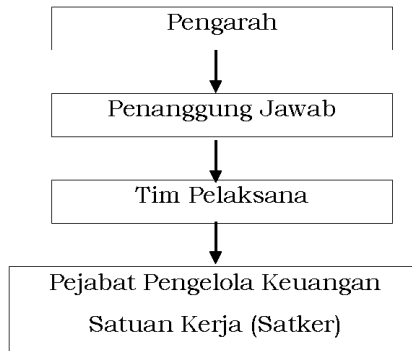 Pengarah
Penanggung Jawab
Tim Pelaksana
Pejabat Pengelola Keuangan
Satuan Kerja (Satker)